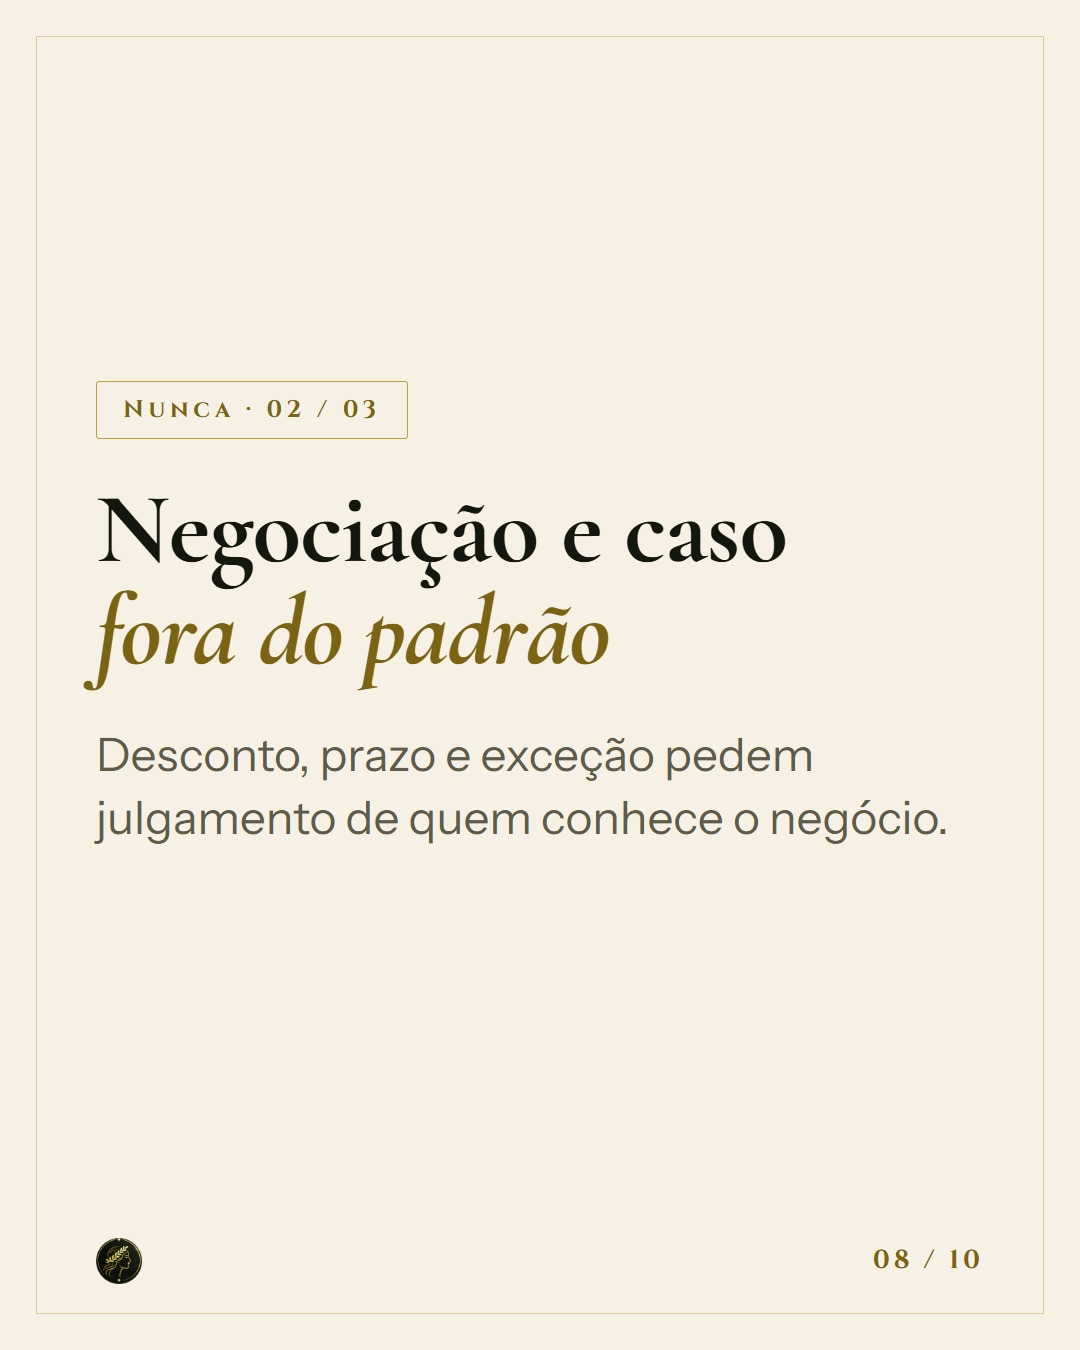 Nunca · 02 / 03
Negociação e caso
fora do padrão
Desconto, prazo e exceção pedem
julgamento de quem conhece o negócio.
08 / 10